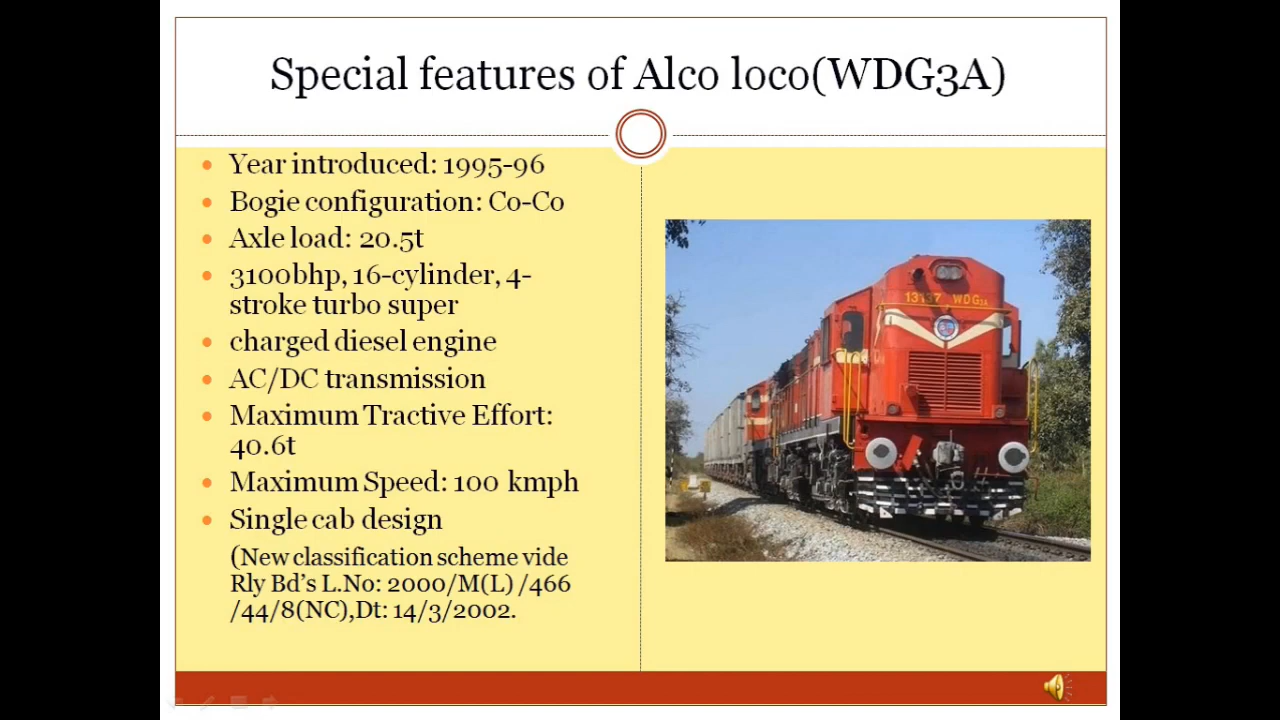 Special features of Alco loco(WDG3A)
Year introduced: 1995-96
Bogie configuration: Co-Co
Axle load: 20.5t
3100bhp, 16-cylinder, 4-
stroke turbo super
charged diesel engine
AC/DC transmission
Maximum Tractive Effort:
40.6t
Maximum Speed: 100 kmph
Single cab design
(New classification scheme vide
Rly Bd's L.No: 2000/M(L) /466
/44/8(NC),Dt: 14/3/2002.
WDG3A